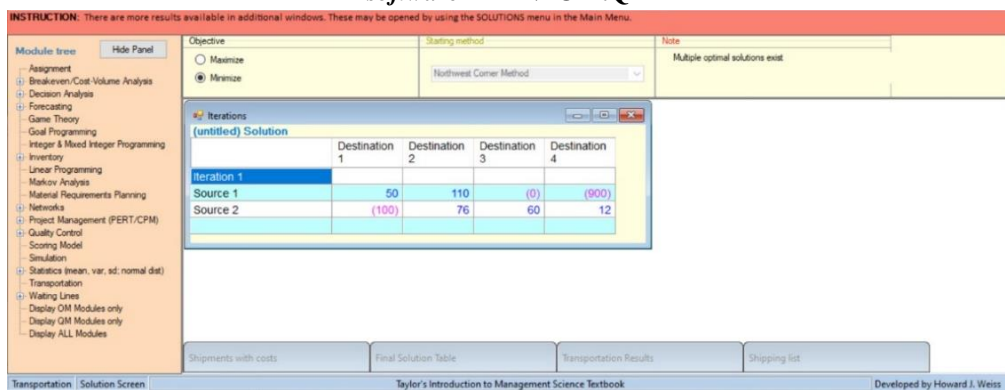 INSTRUCTION: There are more results available in additional windows. These may be opened by using the SOLUTIONS menu in the Main Menu.
Module tree
Hide Panel
Assignment
Breakeven/Cost-Volume Analysis
Decision Analysis
Forecasting
Game Theory
Goal Programming
Integer & Mixed Integer Programming
Inventory
Linear Programming
Markov Analysis
Material Requirements Planning
Networks
Project Management (PERT/CPM)
Quality Control
Scoring Model
Simulation
Statistics (mean, var, sd; normal dist)
Transportation
Waiting Lines
Display OM Modules only
Display QM Modules only
Display ALL Modules
Objective
Maximize
Minimize
Starting method
Northwest Corner Method
Note
Multiple optimal solutions exist
Iterations
(untitled) Solution
Destination 1 Destination 2 Destination 3 Destination 4
Iteration 1
Source 1 50 110 (0) (900)
Source 2 (100) 76 60 12
Shipments with costs
Final Solution Table
Transportation Results
Shipping list
Transportation Solution Screen Taylor's Introduction to Management Science Textbook Developed by Howard J. Weiss